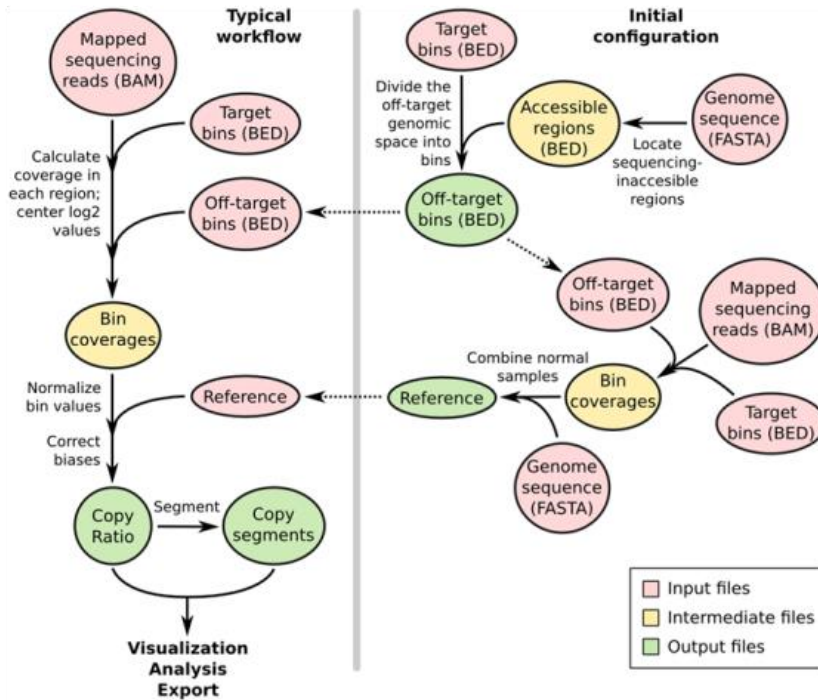 Typical
workflow
Mapped
sequencing
reads (BAM)
Target
bins (BED)
Calculate
coverage in
each region;
center log2
values
Off-target
bins (BED)
Bin
coverages
Normalize
bin values
Reference
Correct
biases
Copy
Ratio
Segment
Copy
segments
Visualization
Analysis
Export
Initial
configuration
Target
bins (BED)
Divide the
off-target
genomic
space into
bins
Accessible
regions
(BED)
Genome
sequence
(FASTA)
Locate
sequencing-
inaccesible
regions
Off-target
bins (BED)
Off-target
bins (BED)
Mapped
sequencing
reads (BAM)
Combine normal
samples
Reference
Bin
coverages
Target
bins (BED)
Genome
sequence
(FASTA)
Input files
Intermediate files
Output files